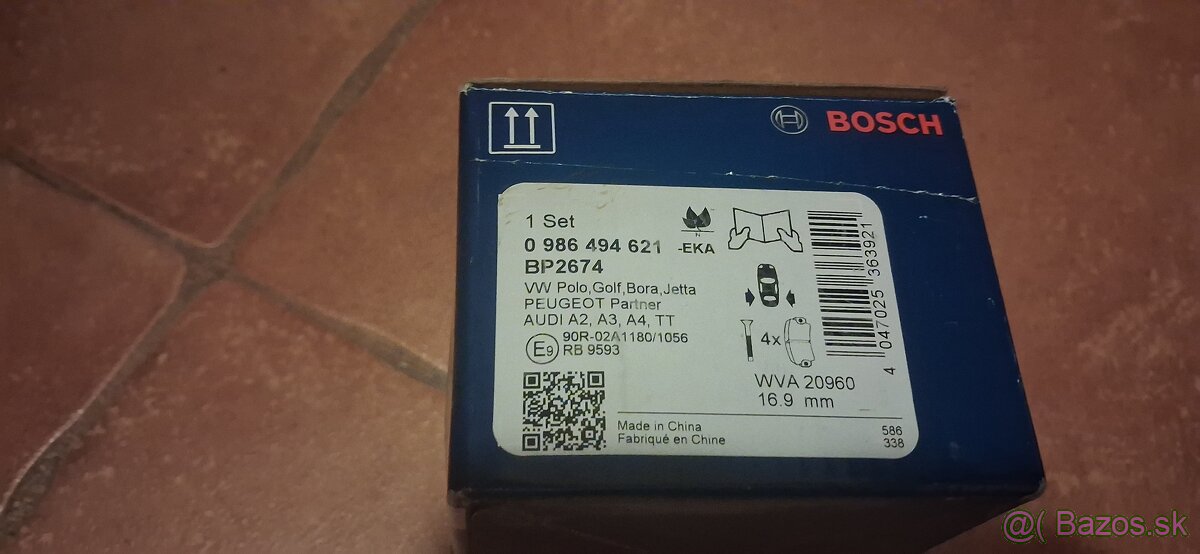 BOSCH
1 Set
0 986 494 621 -EKA
BP2674
VW Polo,Golf,Bora,Jetta
PEUGEOT Partner
AUDI A2, A3, A4, TT
E9 90R-02A1180/1056
RB 9593
4x
4 047025 363921
WVA 20960
16.9 mm
Made in China
Fabriqué en Chine
586
338
@( Bazos.sk